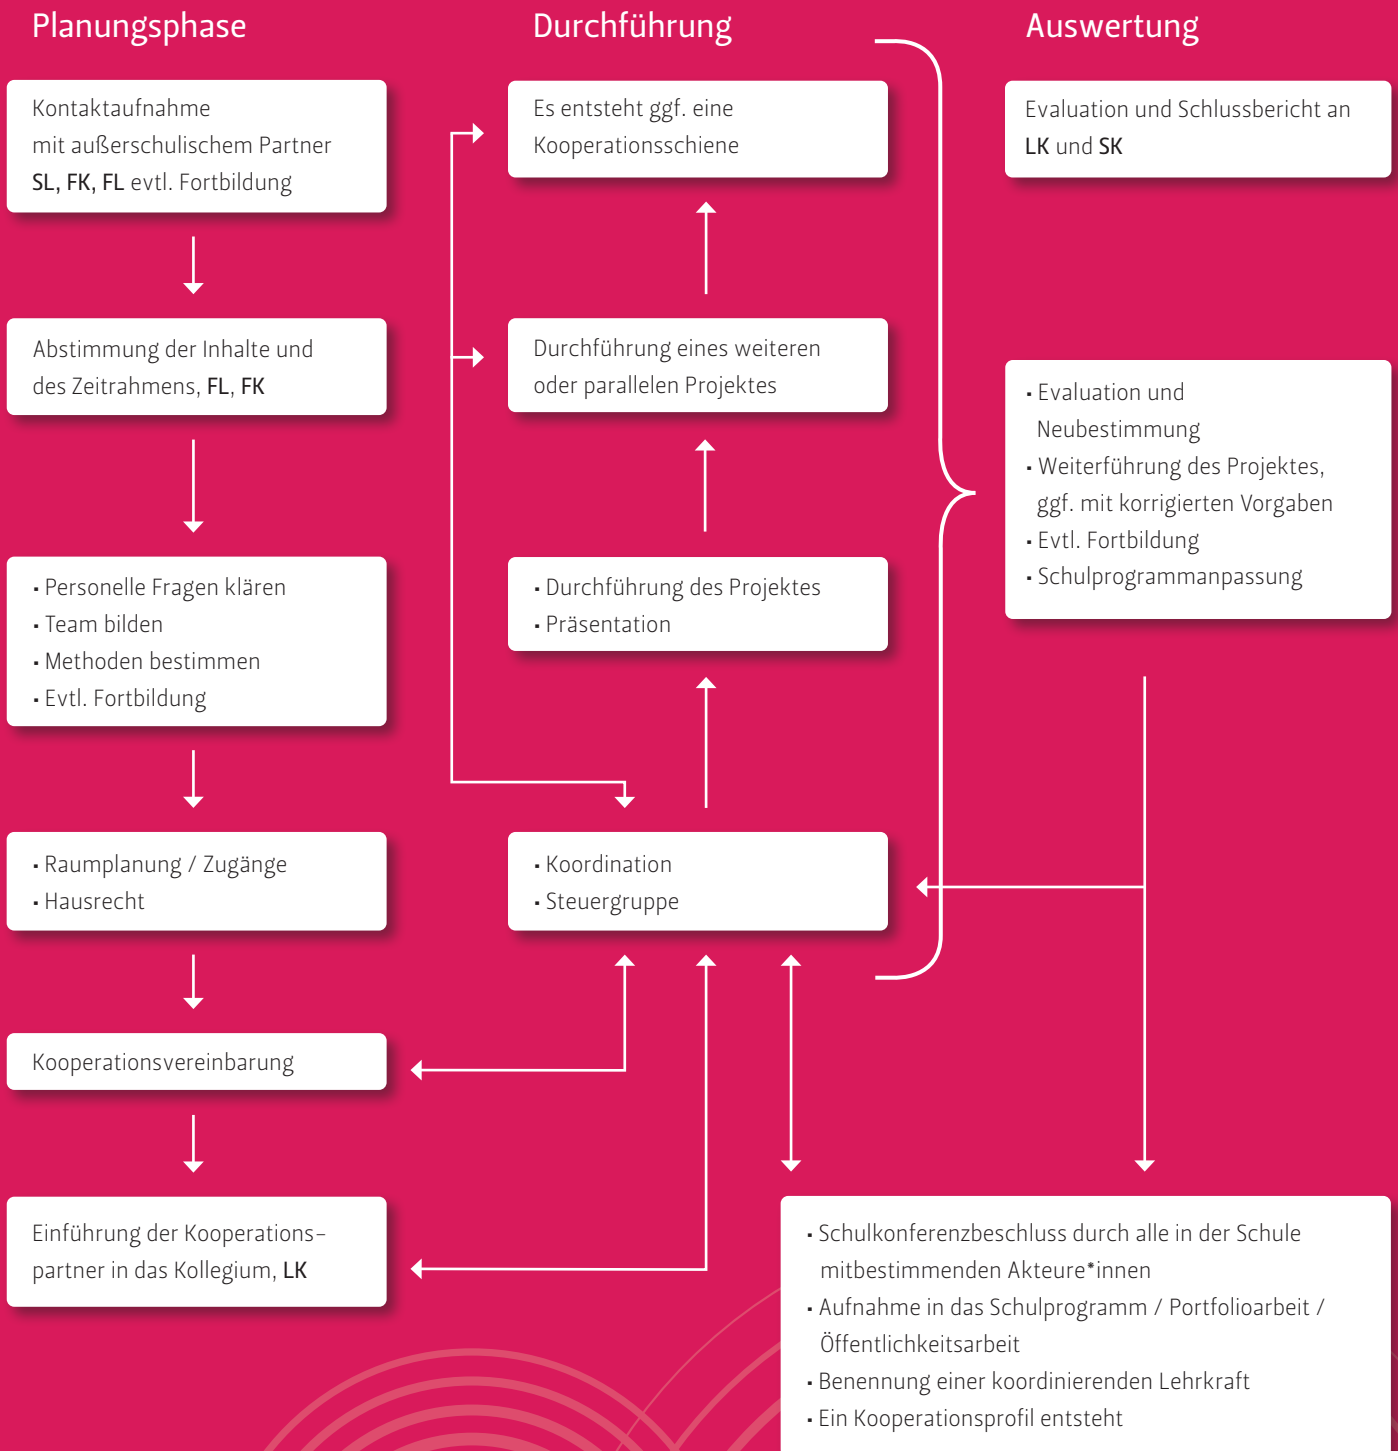 Planungsphase
Kontaktaufnahme
mit außerschulischem Partner
SL, FK, FL evtl. Fortbildung
Abstimmung der Inhalte und
des Zeitrahmens, FL, FK
▪ Personelle Fragen klären
▪ Team bilden
▪ Methoden bestimmen
▪ Evtl. Fortbildung
▪ Raumplanung / Zugänge
▪ Hausrecht
Kooperationsvereinbarung
Einführung der Kooperations-
partner in das Kollegium, LK
Durchführung
Es entsteht ggf. eine
Kooperationsschiene
Durchführung eines weiteren
oder parallelen Projektes
▪ Durchführung des Projektes
▪ Präsentation
▪ Koordination
▪ Steuergruppe
Auswertung
Evaluation und Schlussbericht an
LK und SK
▪ Evaluation und
Neubestimmung
▪ Weiterführung des Projektes,
ggf. mit korrigierten Vorgaben
▪ Evtl. Fortbildung
▪ Schulprogrammanpassung
▪ Schulkonferenzbeschluss durch alle in der Schule
mitbestimmenden Akteure*innen
▪ Aufnahme in das Schulprogramm / Portfolioarbeit /
Öffentlichkeitsarbeit
▪ Benennung einer koordinierenden Lehrkraft
▪ Ein Kooperationsprofil entsteht